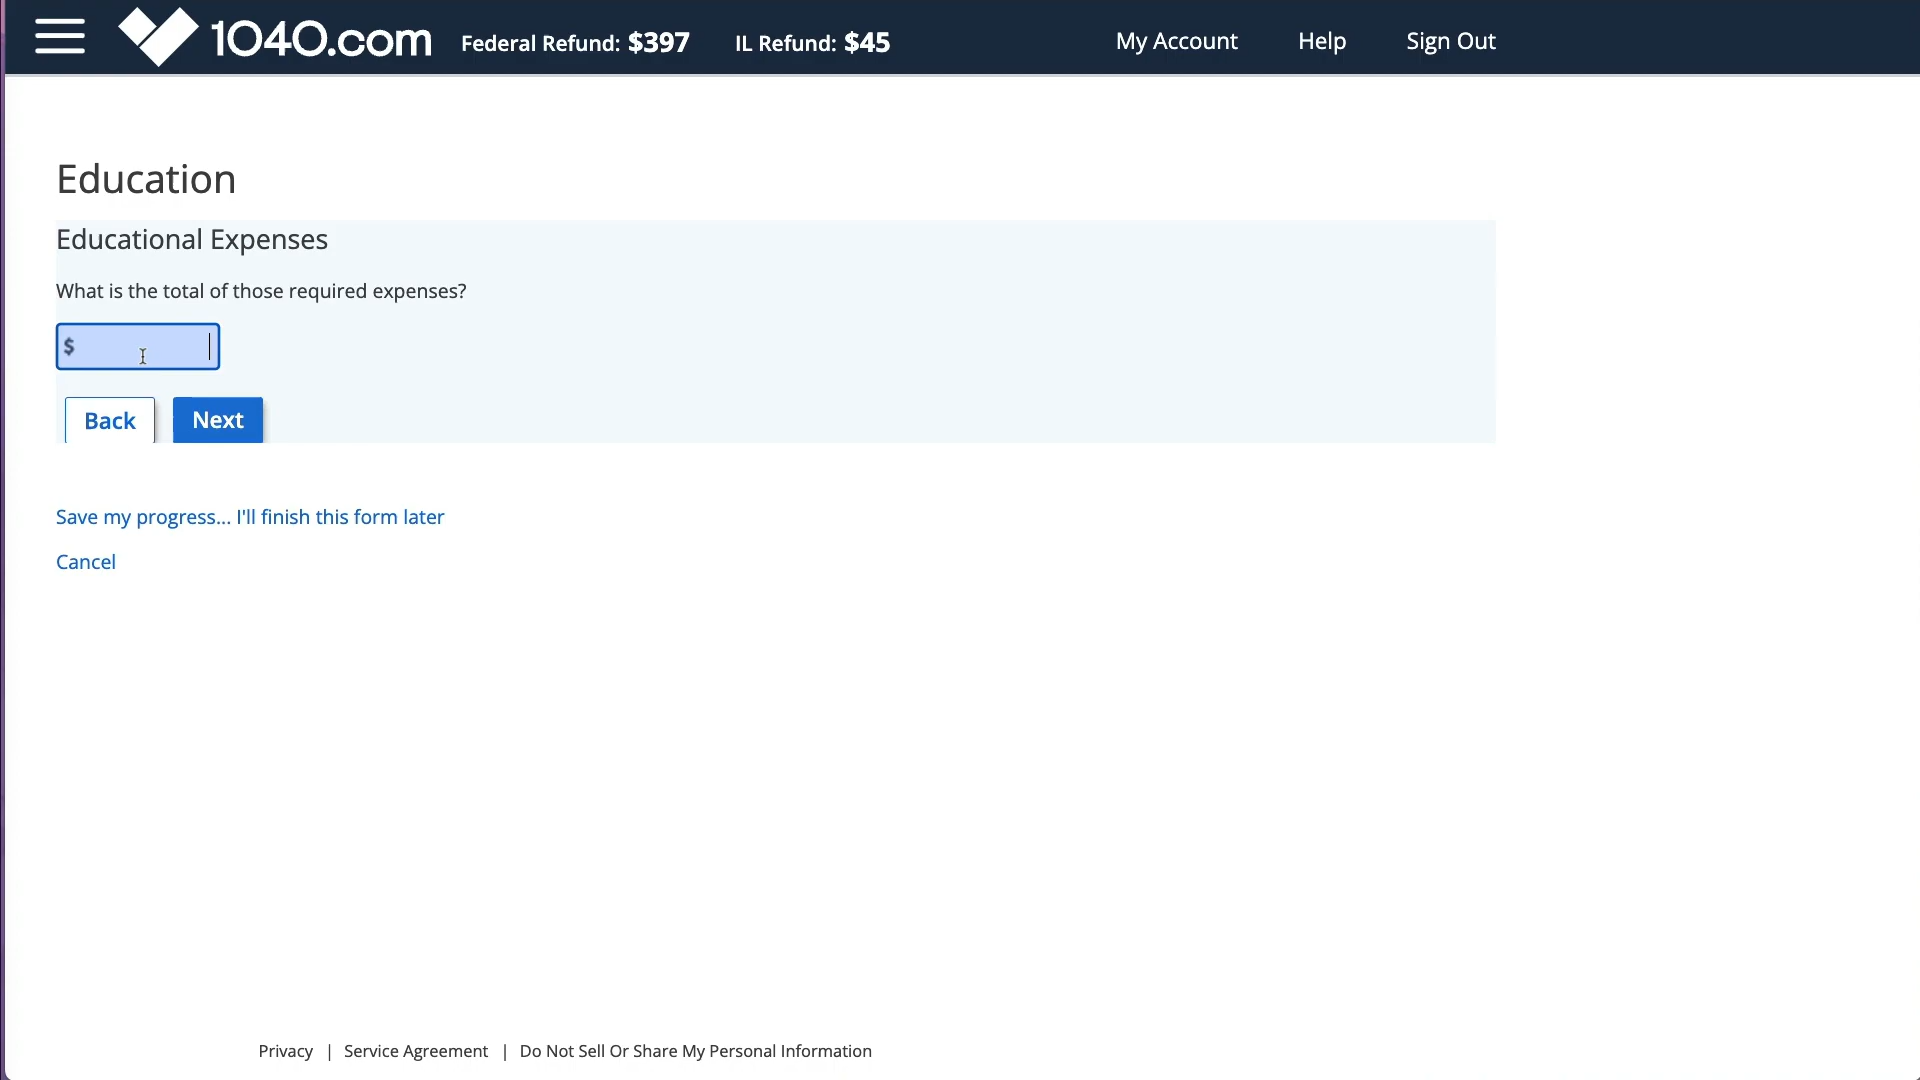 1040.com Federal Refund: $397 IL Refund: $45 My Account Help Sign Out
Education
Educational Expenses
What is the total of those required expenses?
$
Back Next
Save my progress... I'll finish this form later
Cancel
Privacy | Service Agreement | Do Not Sell Or Share My Personal Information